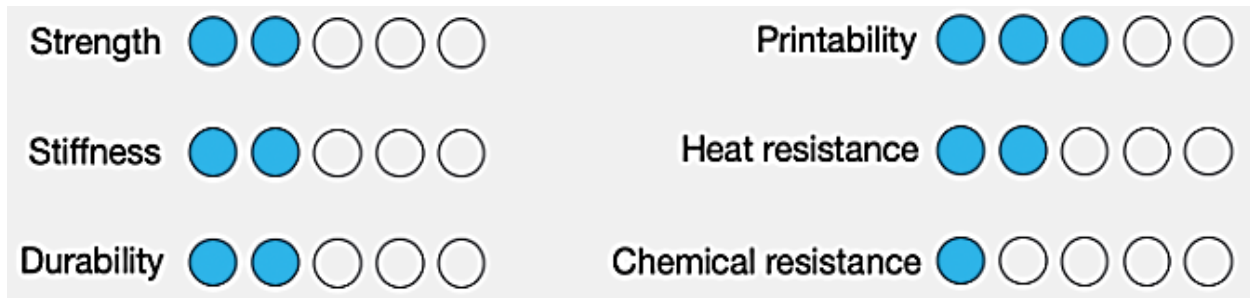 Strength
Printability
Stiffness
Heat resistance
Durability
Chemical resistance